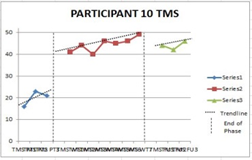 PARTICIPANT 10 TMS
50
40
30
20
10
0
Series1
Series2
Series3
Trendline
End of
Phase